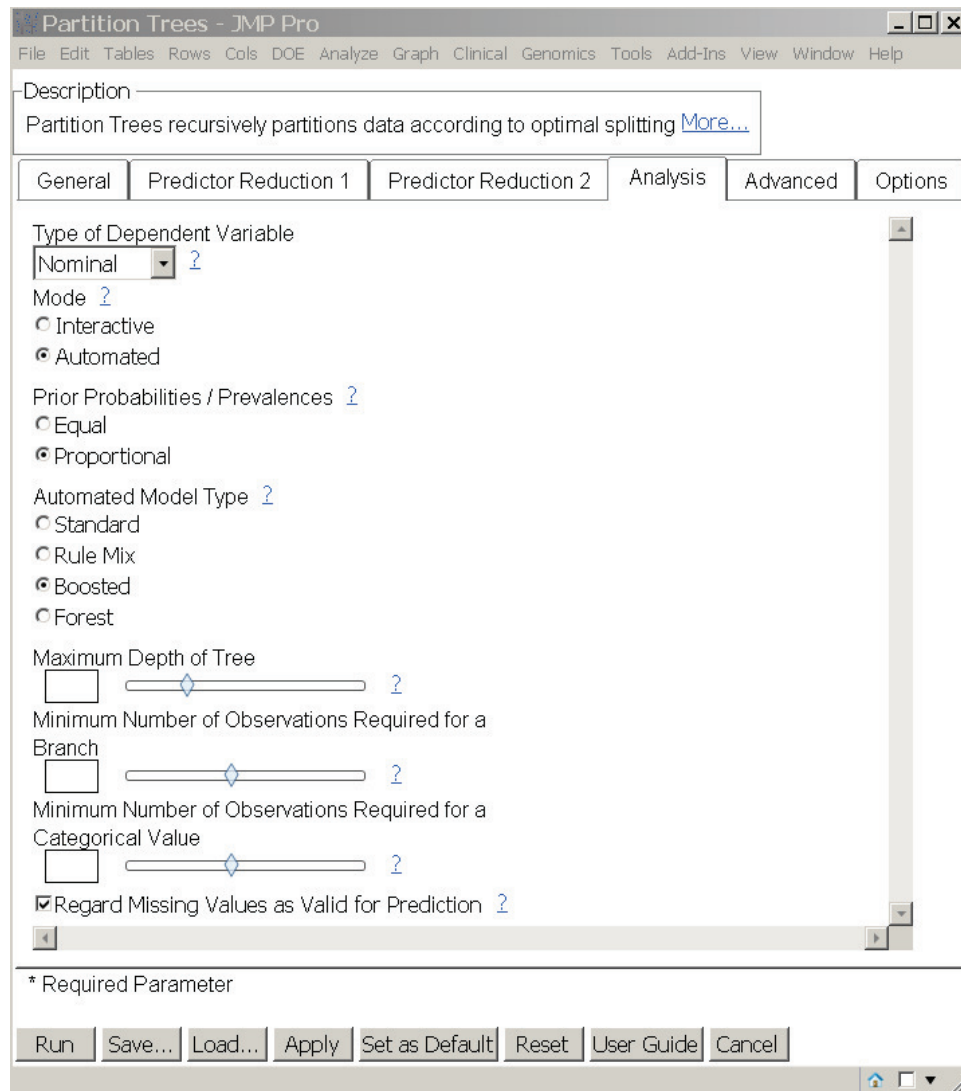 Partition Trees - JMP Pro
File Edit Tables Rows Cols DOE Analyze Graph Clinical Genomics Tools Add-Ins View Window Help
Description
Partition Trees recursively partitions data according to optimal splitting More...
General Predictor Reduction 1 Predictor Reduction 2 Analysis Advanced Options
Type of Dependent Variable
Nominal ?
Mode ?
Interactive
Automated
Prior Probabilities / Prevalences ?
Equal
Proportional
Automated Model Type ?
Standard
Rule Mix
Boosted
Forest
Maximum Depth of Tree
?
Minimum Number of Observations Required for a
Branch
?
Minimum Number of Observations Required for a
Categorical Value
?
Regard Missing Values as Valid for Prediction ?
* Required Parameter
Run Save... Load... Apply Set as Default Reset User Guide Cancel